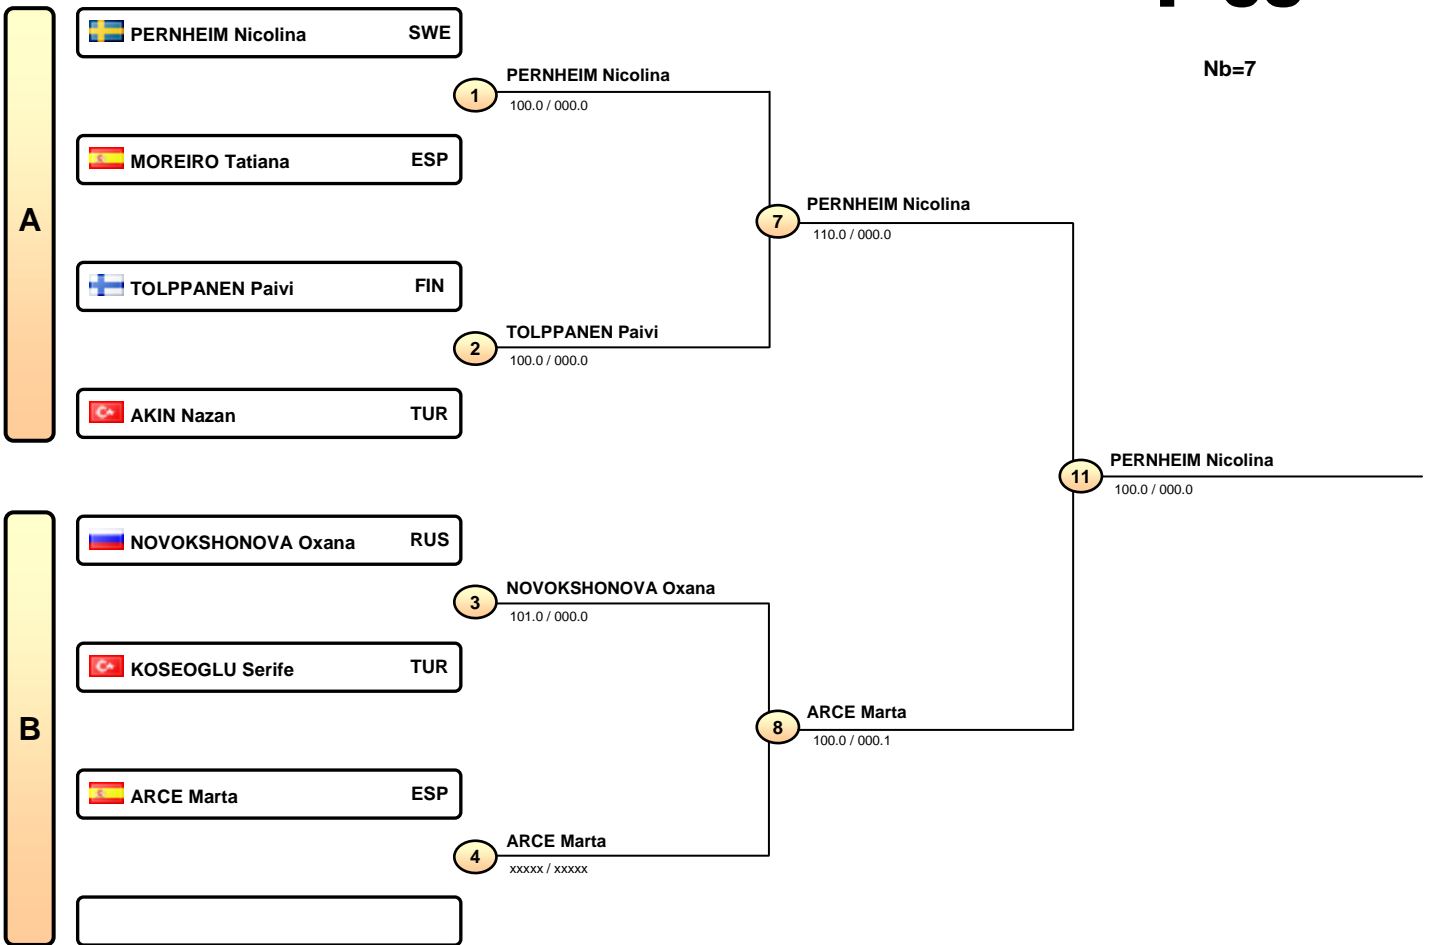 Nb=7
A
PERNHEIM Nicolina SWE
MOREIRO Tatiana ESP
TOLPPANEN Paivi FIN
AKIN Nazan TUR
1
PERNHEIM Nicolina
100.0 / 000.0
2
TOLPPANEN Paivi
100.0 / 000.0
7
PERNHEIM Nicolina
110.0 / 000.0
B
NOVOKSHONOVA Oxana RUS
KOSEOGLU Serife TUR
ARCE Marta ESP
3
NOVOKSHONOVA Oxana
101.0 / 000.0
4
ARCE Marta
xxxxx / xxxxx
8
ARCE Marta
100.0 / 000.1
11
PERNHEIM Nicolina
100.0 / 000.0